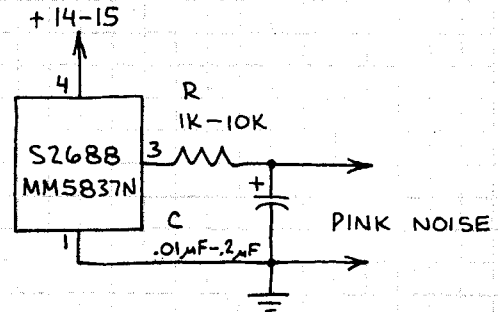 +14-15
4
R
1K-10K
S2688
MM5837N
3
+
1
C
.01µF-.2µF
PINK NOISE